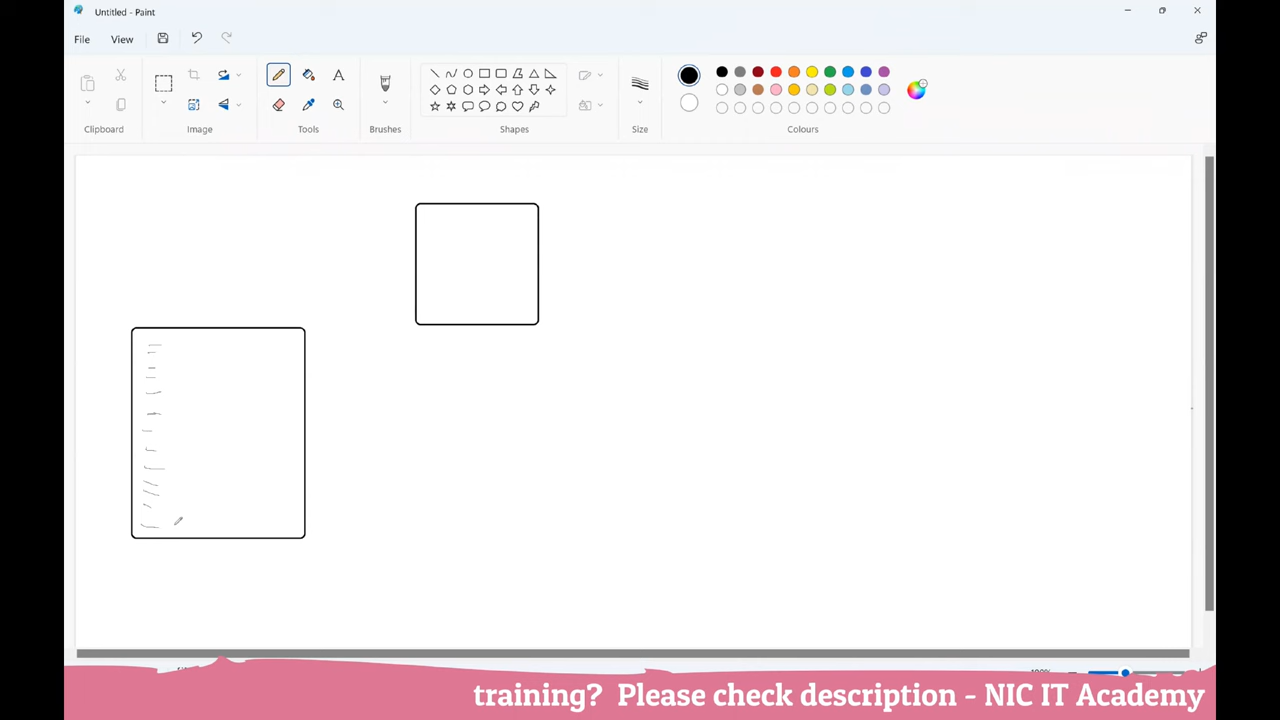 Untitled - Paint
File View
Clipboard Image Tools Brushes Shapes Size Colours
training? Please check description - NIC IT Academy